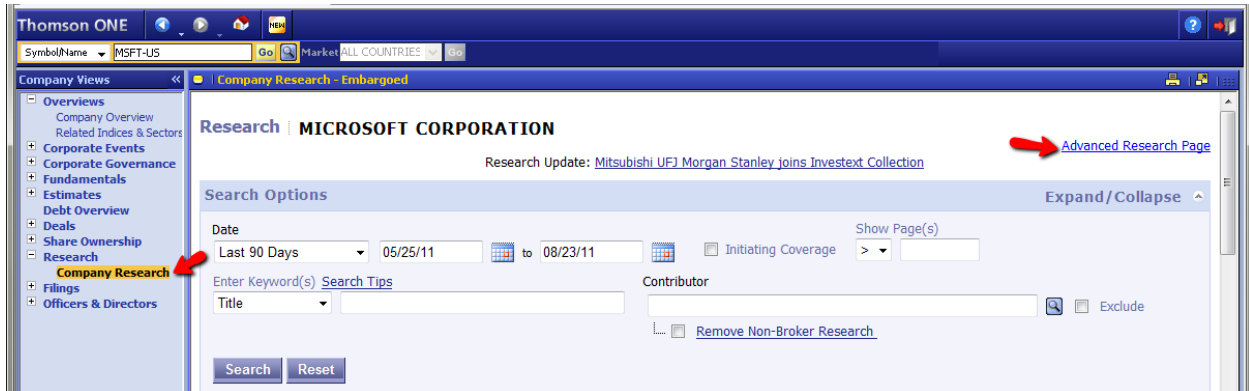 Thomson ONE NEW ?
Symbol/Name MSFT-US Go Market ALL COUNTRIES Go
Company Views « Company Research - Embargoed
Overviews
Company Overview
Related Indices & Sectors
Corporate Events
Corporate Governance
Fundamentals
Estimates
Debt Overview
Deals
Share Ownership
Research
Company Research
Filings
Officers & Directors
Research MICROSOFT CORPORATION
Advanced Research Page
Research Update: Mitsubishi UFJ Morgan Stanley joins Investext Collection
Search Options Expand/Collapse
Date Show Page(s)
Last 90 Days 05/25/11 to 08/23/11 Initiating Coverage >
Enter Keyword(s) Search Tips Contributor
Title Exclude
Remove Non-Broker Research
Search Reset